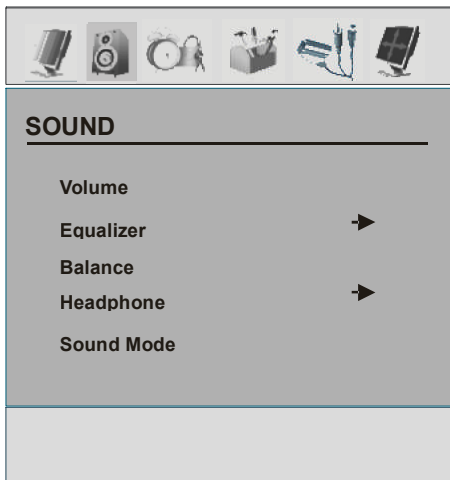 SOUND
Volume
Equalizer
Balance
Headphone
Sound Mode